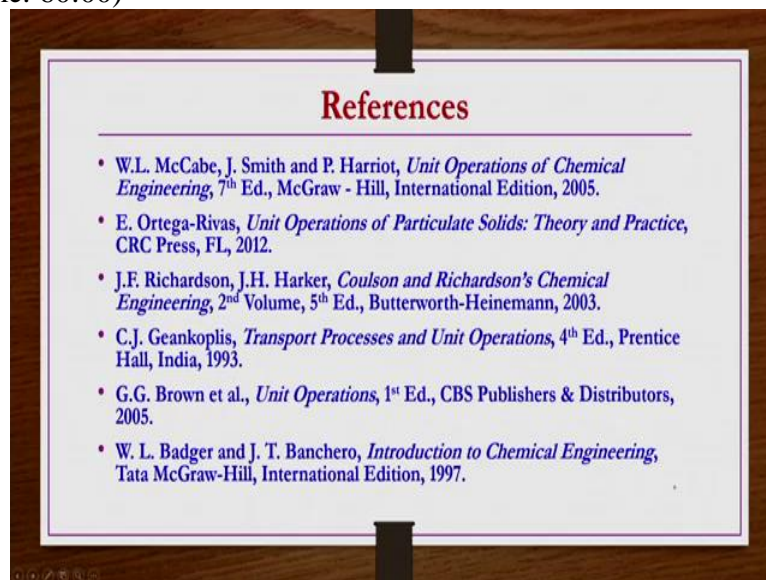 References
• W.L. McCabe, J. Smith and P. Harriot, Unit Operations of Chemical
Engineering, 7th Ed., McGraw - Hill, International Edition, 2005.
• E. Ortega-Rivas, Unit Operations of Particulate Solids: Theory and Practice,
CRC Press, FL, 2012.
• J.F. Richardson, J.H. Harker, Coulson and Richardson's Chemical
Engineering, 2nd Volume, 5th Ed., Butterworth-Heinemann, 2003.
• C.J. Geankoplis, Transport Processes and Unit Operations, 4th Ed., Prentice
Hall, India, 1993.
• G.G. Brown et al., Unit Operations, 1st Ed., CBS Publishers & Distributors,
2005.
• W. L. Badger and J. T. Banchero, Introduction to Chemical Engineering,
Tata McGraw-Hill, International Edition, 1997.